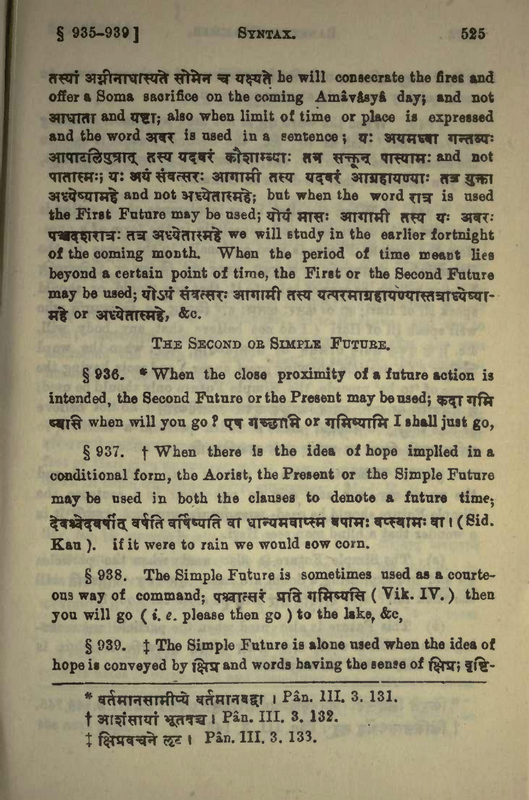 § 935-939 ] SYNTAX. 525
तस्यां अग्नीनाधास्यते सोमेन च यक्ष्यते he will consecrate the fires and
offer a Soma sacrifice on the coming Amâvâsyâ day; and not
आधाता and यष्टा; also when limit of time or place is expressed
and the word अवर is used in a sentence; यः अयमध्वा गन्तव्यः
आपाटलिपुत्रात् तस्य यदवरं कौशाम्ब्याः तत्र सक्तून् पास्यामः and not
पातास्मः; यः अयं संवत्सरः आगामी तस्य यदवरं आग्रहायण्याः तत्र युक्ता
अध्येष्यामहे and not अध्येतास्महे; but when the word रात्र is used
the First Future may be used; योयं मासः आगामी तस्य यः अवरः
पञ्चदशरात्रः तत्र अध्येतास्महे we will study in the earlier fortnight
of the coming month. When the period of time meant lies
beyond a certain point of time, the First or the Second Future
may be used; योऽयं संवत्सरः आगामी तस्य यत्परमाग्रहायण्यास्तत्राध्येष्या-
महे or अध्येतास्महे, &c.
THE SECOND OR SIMPLE FUTURE.
§ 936. * When the close proximity of a future action is
intended, the Second Future or the Present may be used; कदा गमि
ष्यासि when will you go? एष गच्छामि or गमिष्यामि I shall just go,
§ 937. † When there is the idea of hope implied in a
conditional form, the Aorist, the Present or the Simple Future
may be used in both the clauses to denote a future time;
देवश्चेदवर्षीत् वर्षति वर्षिष्यति वा धान्यमवाप्स्म वपामः वप्स्यामः वा। (Sid.
Kau ). if it were to rain we would sow corn.
§ 938. The Simple Future is sometimes used as a courte-
ous way of command; पश्चात्सरं प्रति गमिष्यसि ( Vik. IV. ) then
you will go ( i. e. please then go ) to the lake, &c,
§ 939. ‡ The Simple Future is alone used when the idea of
hope is conveyed by क्षिप्र and words having the sense of क्षिप्र; वृष्टि-
* वर्तमानसामीप्ये वर्तमानवद्वा । Pân. III. 3. 131.
† आशंसायां भूतवच्च । Pân. III. 3. 132.
‡ क्षिप्रवचने लृट । Pân. III. 3. 133.